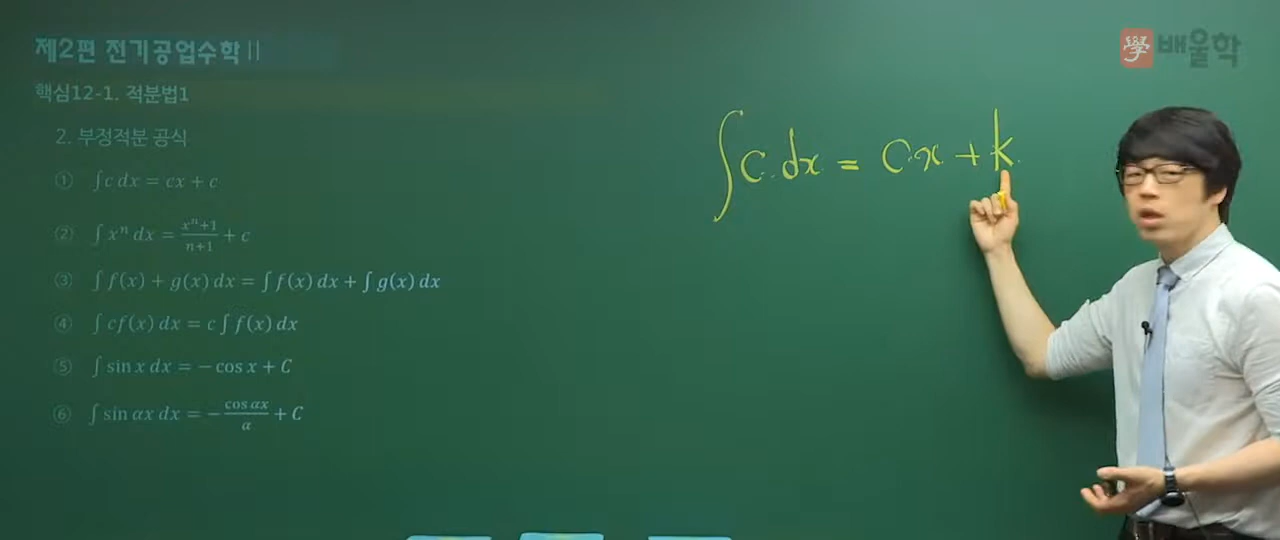 제2편 전기공업수학 II
핵심12-1. 적분법1
2. 부정적분 공식
① ∫c dx = cx + c
② ∫xⁿ dx = (xⁿ+1)/(n+1) + c
③ ∫f(x) + g(x) dx = ∫f(x) dx + ∫g(x) dx
④ ∫cf(x) dx = c∫f(x) dx
⑤ ∫sin x dx = −cos x + C
⑥ ∫sin αx dx = −(cos αx)/α + C
∫C dx = Cx + k
學 배울학